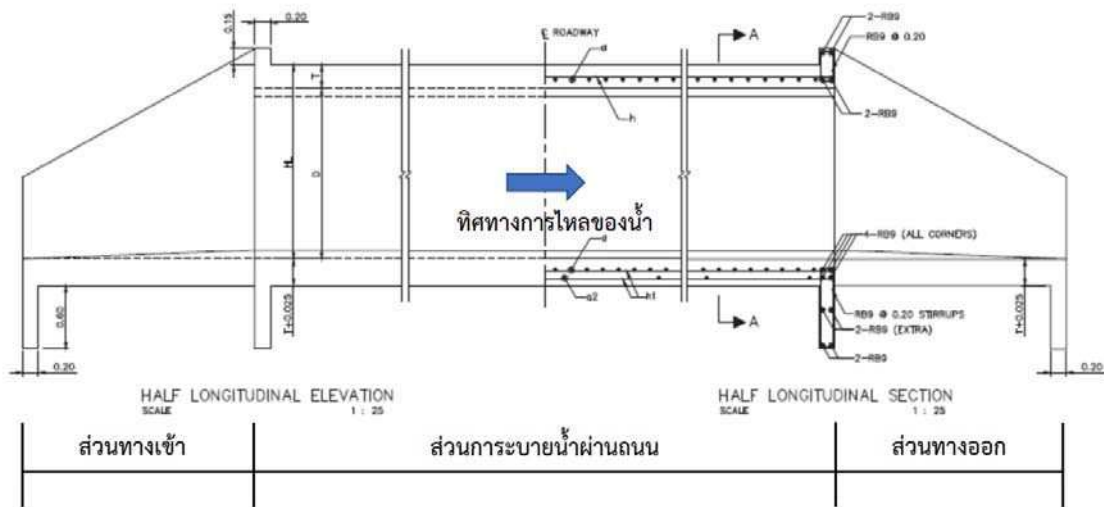 0.20
0.15
℄ ROADWAY
A
2-RB9
RB9 @ 0.20
d
T
h
2-RB9
HL
D
ทิศทางการไหลของน้ำ
d
4-RB9 (ALL CORNERS)
a2
h1
RB9 @ 0.20 STIRRUPS
2-RB9 (EXTRA)
A
2-RB9
0.60
T+0.025
T+0.025
0.20
0.20
HALF LONGITUDINAL ELEVATION
SCALE 1 : 25
HALF LONGITUDINAL SECTION
SCALE 1 : 25
ส่วนทางเข้า
ส่วนการะบายน้ำผ่านถนน
ส่วนทางออก